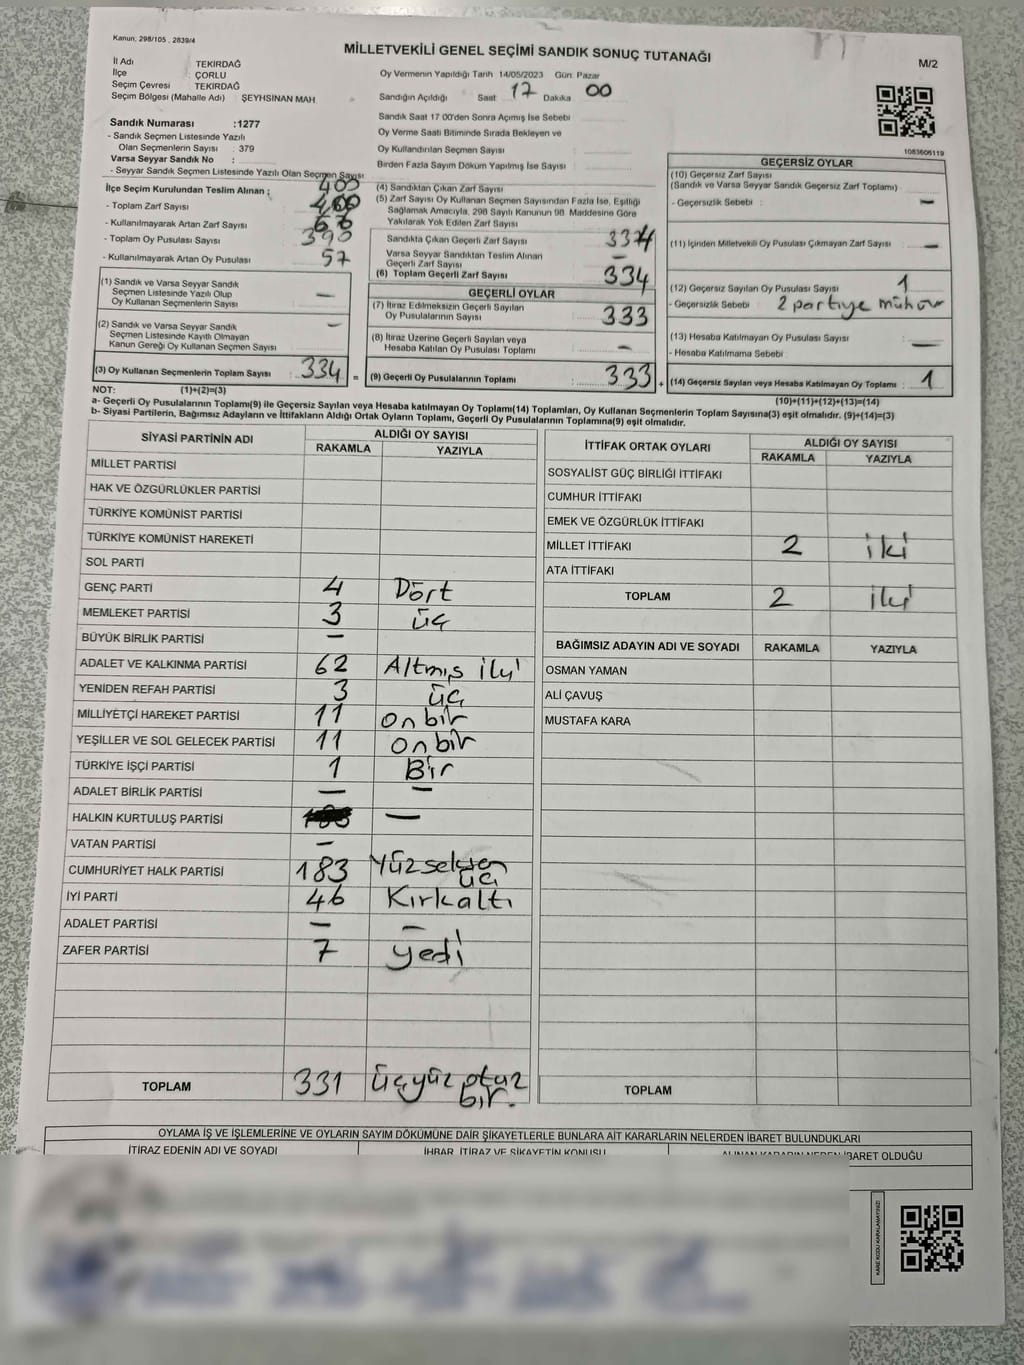 Kanun, 298/105 , 2839/4
MİLLETVEKİLİ GENEL SEÇİMİ SANDIK SONUÇ TUTANAĞI
M/2
İl Adı TEKİRDAĞ
İlçe : ÇORLU
Seçim Çevresi TEKİRDAĞ
Seçim Bölgesi (Mahalle Adı) ŞEYHSİNAN MAH.
Oy Vermenin Yapıldığı Tarih 14/05/2023 Gün Pazar
Sandığın Açıldığı Saat 17 Dakika 00
Sandık Saat 17 00'den Sonra Açımış İse Sebebi
Oy Verme Saati Bitiminde Sırada Bekleyen ve
Oy Kullandırılan Seçmen Sayısı
Birden Fazla Sayım Döküm Yapılmış İse Sayısı
1083606119
Sandık Numarası :1277
- Sandık Seçmen Listesinde Yazılı
Olan Seçmenlerin Sayısı : 379
Varsa Seyyar Sandık No :
- Seyyar Sandık Seçmen Listesinde Yazılı Olan Seçmen Sayısı
İlçe Seçim Kurulundan Teslim Alınan :
- Toplam Zarf Sayısı 400
- Kullanılmayarak Artan Zarf Sayısı 66
- Toplam Oy Pusulası Sayısı 390
- Kullanılmayarak Artan Oy Pusulası 57
(1) Sandık ve Varsa Seyyar Sandık
Seçmen Listesinde Yazılı Olup
Oy Kullanan Seçmenlerin Sayısı —
(2) Sandık ve Varsa Seyyar Sandık
Seçmen Listesinde Kayıtlı Olmayan
Kanun Gereği Oy Kullanan Seçmen Sayısı —
(3) Oy Kullanan Seçmenlerin Toplam Sayısı 334 =
(4) Sandıktan Çıkan Zarf Sayısı
(5) Zarf Sayısı Oy Kullanan Seçmen Sayısından Fazla İse, Eşitliği
Sağlamak Amacıyla, 298 Sayılı Kanunun 98. Maddesine Göre
Yakılarak Yok Edilen Zarf Sayısı
Sandıkta Çıkan Geçerli Zarf Sayısı 334
Varsa Seyyar Sandıktan Teslim Alınan
Geçerli Zarf Sayısı —
(6) Toplam Geçerli Zarf Sayısı 334
GEÇERLİ OYLAR
(7) İtiraz Edilmeksizin Geçerli Sayılan
Oy Pusulalarının Sayısı 333
(8) İtiraz Üzerine Geçerli Sayılan veya
Hesaba Katılan Oy Pusulası Toplamı —
(9) Geçerli Oy Pusulalarının Toplamı : 333 +
GEÇERSİZ OYLAR
(10) Geçersiz Zarf Sayısı
(Sandık ve Varsa Seyyar Sandık Geçersiz Zarf Toplamı)
- Geçersizlik Sebebi : —
(11) İçinden Milletvekili Oy Pusulası Çıkmayan Zarf Sayısı —
(12) Geçersiz Sayılan Oy Pusulası Sayısı 1
- Geçersizlik Sebebi 2 partiye mühür
(13) Hesaba Katılmayan Oy Pusulası Sayısı —
- Hesaba Katılmama Sebebi
(14) Geçersiz Sayılan veya Hesaba Katılmayan Oy Toplamı : 1
NOT: (1)+(2)=(3) (10)+(11)+(12)+(13)=(14)
a- Geçerli Oy Pusulalarının Toplamı(9) ile Geçersiz Sayılan veya Hesaba katılmayan Oy Toplamı(14) Toplamları, Oy Kullanan Seçmenlerin Toplam Sayısına(3) eşit olmalıdır. (9)+(14)=(3)
b- Siyasi Partilerin, Bağımsız Adayların ve İttifakların Aldığı Ortak Oyların Toplamı, Geçerli Oy Pusulalarının Toplamına(9) eşit olmalıdır.
SİYASİ PARTİNİN ADI ALDIĞI OY SAYISI
RAKAMLA YAZIYLA
MİLLET PARTİSİ
HAK VE ÖZGÜRLÜKLER PARTİSİ
TÜRKİYE KOMÜNİST PARTİSİ
TÜRKİYE KOMÜNİST HAREKETİ
SOL PARTİ
GENÇ PARTİ 4 Dört
MEMLEKET PARTİSİ 3 üç
BÜYÜK BİRLİK PARTİSİ —
ADALET VE KALKINMA PARTİSİ 62 Altmış iki
YENİDEN REFAH PARTİSİ 3 üç
MİLLİYETÇİ HAREKET PARTİSİ 11 on bir
YEŞİLLER VE SOL GELECEK PARTİSİ 11 on bir
TÜRKİYE İŞÇİ PARTİSİ 1 Bir
ADALET BİRLİK PARTİSİ — —
HALKIN KURTULUŞ PARTİSİ —
VATAN PARTİSİ —
CUMHURİYET HALK PARTİSİ 183 Yüz seksen üç
İYİ PARTİ 46 Kırkaltı
ADALET PARTİSİ — —
ZAFER PARTİSİ 7 yedi
TOPLAM 331 üçyüz otuz bir.
İTTİFAK ORTAK OYLARI ALDIĞI OY SAYISI
RAKAMLA YAZIYLA
SOSYALİST GÜÇ BİRLİĞİ İTTİFAKI
CUMHUR İTTİFAKI
EMEK VE ÖZGÜRLÜK İTTİFAKI
MİLLET İTTİFAKI 2 iki
ATA İTTİFAKI
TOPLAM 2 iki
BAĞIMSIZ ADAYIN ADI VE SOYADI RAKAMLA YAZIYLA
OSMAN YAMAN
ALİ ÇAVUŞ
MUSTAFA KARA
TOPLAM
OYLAMA İŞ VE İŞLEMLERİNE VE OYLARIN SAYIM DÖKÜMÜNE DAİR ŞİKAYETLERLE BUNLARA AİT KARARLARIN NELERDEN İBARET BULUNDUKLARI
İTİRAZ EDENİN ADI VE SOYADI İHBAR, İTİRAZ VE ŞİKAYETİN KONUSU ALINAN KARARIN NEDEN İBARET OLDUĞU
KARE KODU KARALAMAYINIZ!